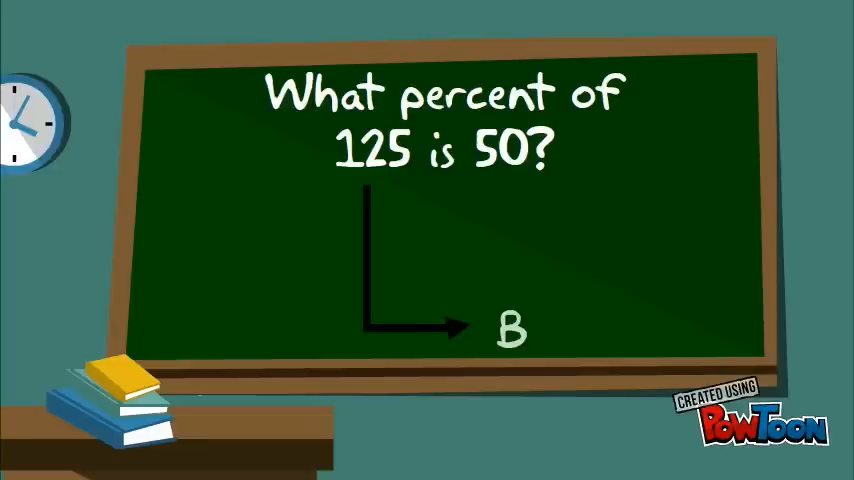 What percent of
125 is 50?
B
CREATED USING
POWTOON